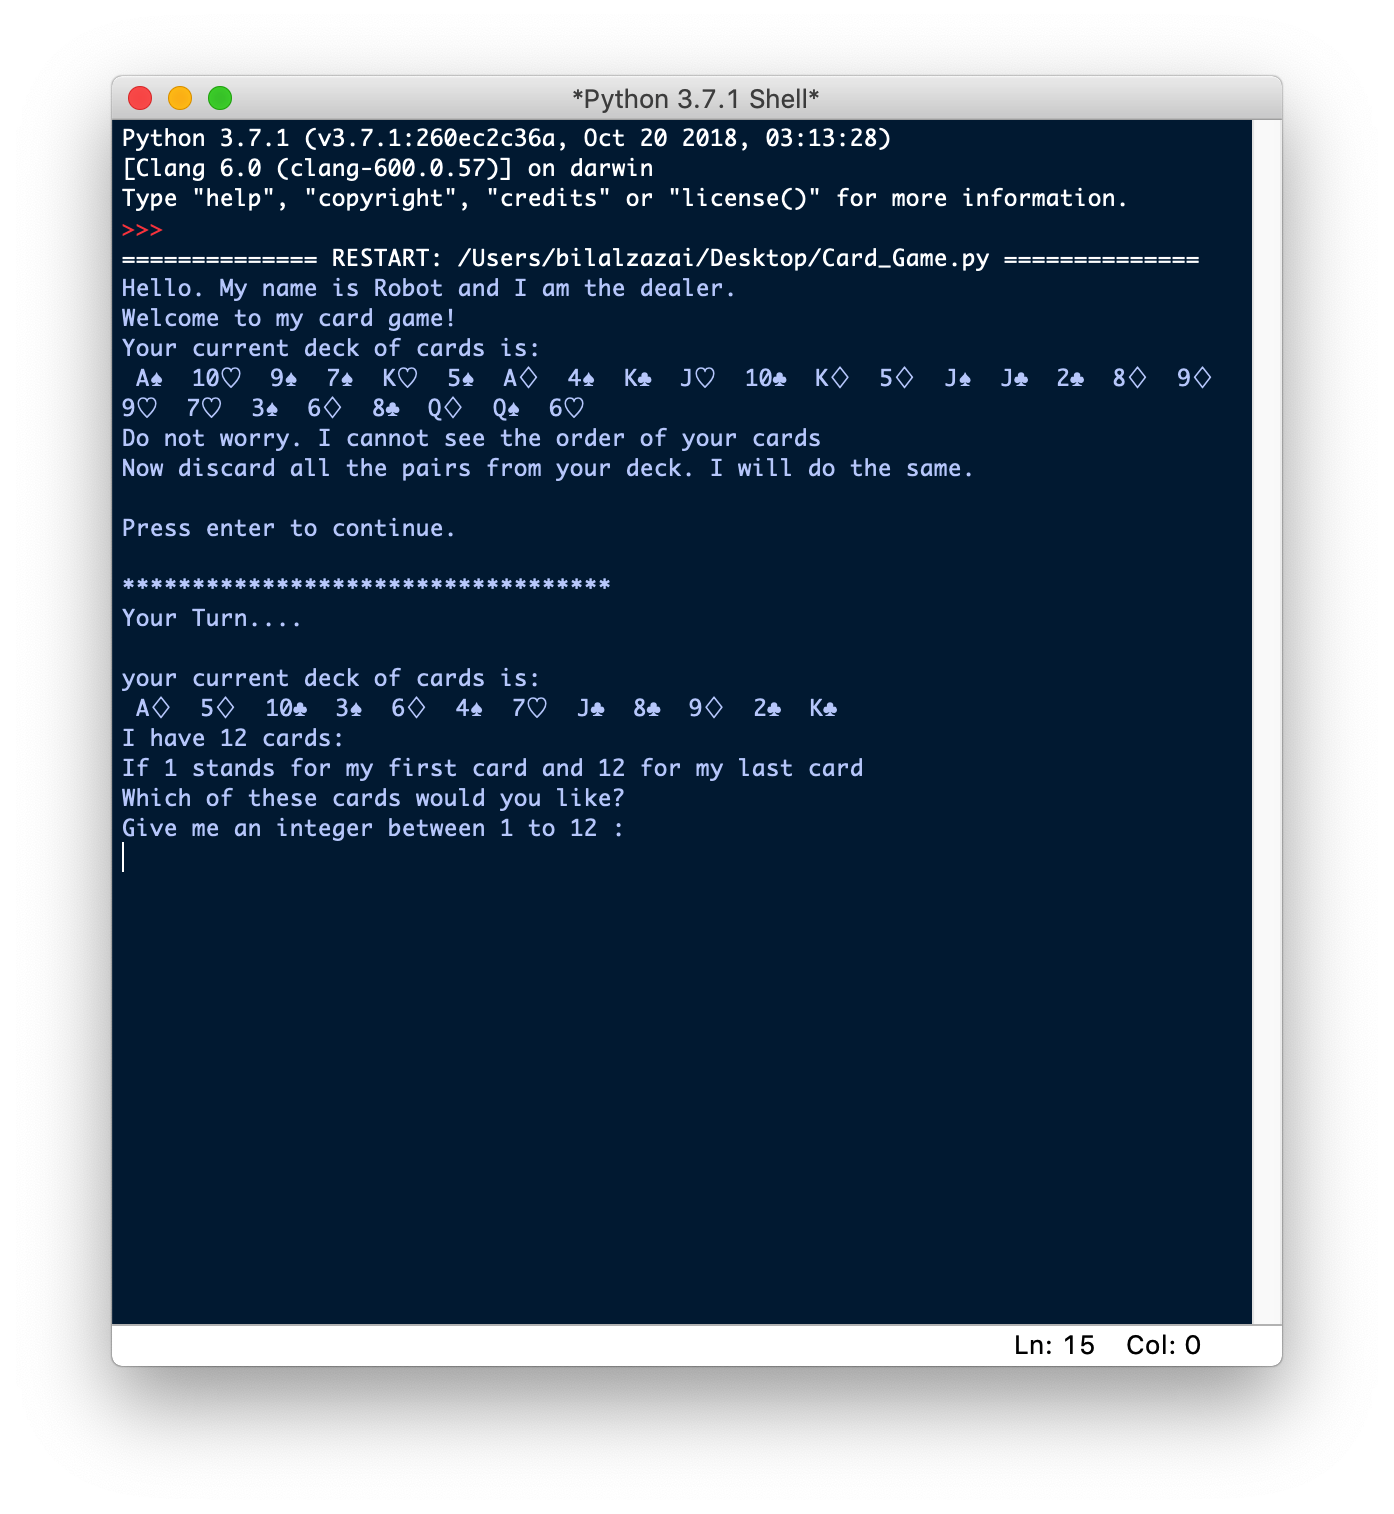 *Python 3.7.1 Shell*
Python 3.7.1 (v3.7.1:260ec2c36a, Oct 20 2018, 03:13:28)
[Clang 6.0 (clang-600.0.57)] on darwin
Type "help", "copyright", "credits" or "license()" for more information.
>>>
============== RESTART: /Users/bilalzazai/Desktop/Card_Game.py ==============
Hello. My name is Robot and I am the dealer.
Welcome to my card game!
Your current deck of cards is:
A♠ 10♡ 9♠ 7♠ K♡ 5♠ A♢ 4♠ K♣ J♡ 10♣ K♢ 5♢ J♠ J♣ 2♣ 8♢ 9♢
9♡ 7♡ 3♠ 6♢ 8♣ Q♢ Q♠ 6♡
Do not worry. I cannot see the order of your cards
Now discard all the pairs from your deck. I will do the same.
Press enter to continue.
***********************************
Your Turn....
your current deck of cards is:
A♢ 5♢ 10♣ 3♠ 6♢ 4♠ 7♡ J♣ 8♣ 9♢ 2♣ K♣
I have 12 cards:
If 1 stands for my first card and 12 for my last card
Which of these cards would you like?
Give me an integer between 1 to 12 :
Ln: 15 Col: 0